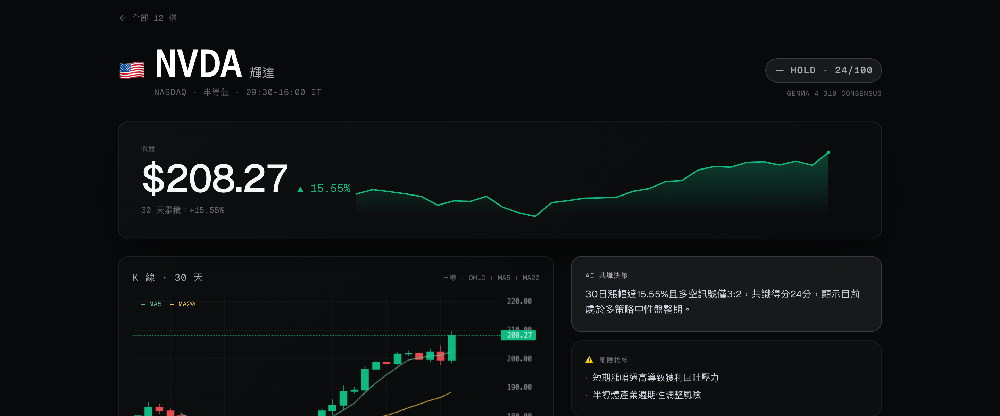 ← 全部 12 檔
NVDA 輝達
NASDAQ · 半導體 · 09:30–16:00 ET
— HOLD · 24/100
GEMMA 4 31B CONSENSUS
收盤
$208.27 ▲ 15.55%
30 天累積：+15.55%
K 線 · 30 天
日線 · OHLC + MA5 + MA20
— MA5 — MA20
220.00
210.00
208.27
200.00
190.00
180.00
AI 共識決策
30日漲幅達15.55%且多空訊號僅3:2，共識得分24分，顯示目前
處於多策略中性盤整期。
⚠️ 風險檢核
· 短期漲幅過高導致獲利回吐壓力
· 半導體產業週期性調整風險